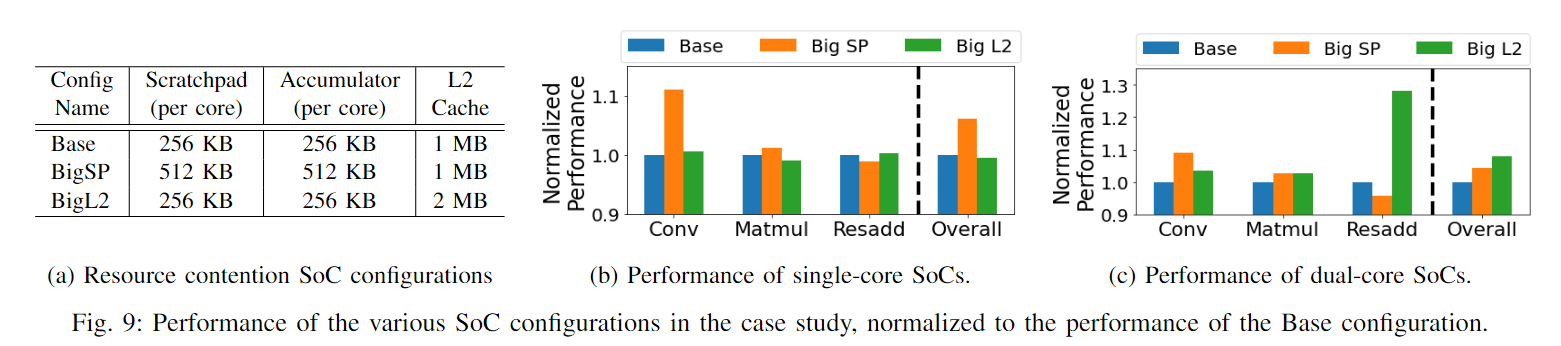 Config Scratchpad Accumulator L2
Name (per core) (per core) Cache
Base 256 KB 256 KB 1 MB
BigSP 512 KB 512 KB 1 MB
BigL2 256 KB 256 KB 2 MB
(a) Resource contention SoC configurations
Base Big SP Big L2
Normalized
Performance
1.1
1.0
0.9
Conv Matmul Resadd Overall
(b) Performance of single-core SoCs.
Base Big SP Big L2
Normalized
Performance
1.3
1.2
1.1
1.0
0.9
Conv Matmul Resadd Overall
(c) Performance of dual-core SoCs.
Fig. 9: Performance of the various SoC configurations in the case study, normalized to the performance of the Base configuration.